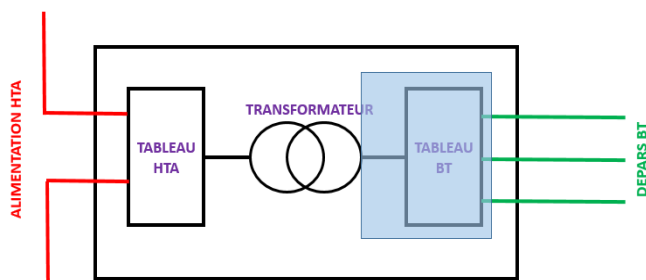 ALIMENTATION HTA
TABLEAU
HTA
TRANSFORMATEUR
TABLEAU
BT
DEPARS BT